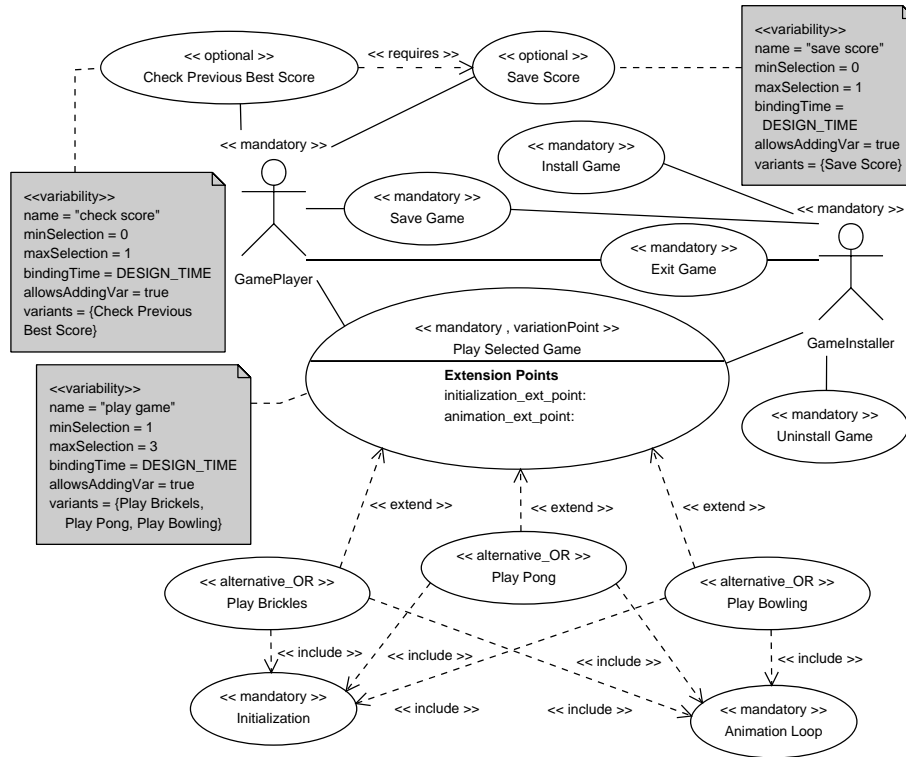 << optional >>
Check Previous Best Score
<< requires >>
<< optional >>
Save Score
<<variability>>
name = "save score"
minSelection = 0
maxSelection = 1
bindingTime =
DESIGN_TIME
allowsAddingVar = true
variants = {Save Score}
<< mandatory >>
<< mandatory >>
Install Game
<<variability>>
name = "check score"
minSelection = 0
maxSelection = 1
bindingTime = DESIGN_TIME
allowsAddingVar = true
variants = {Check Previous
Best Score}
<< mandatory >>
Save Game
<< mandatory >>
<< mandatory >>
Exit Game
GamePlayer
GameInstaller
<< mandatory , variationPoint >>
Play Selected Game
Extension Points
initialization_ext_point:
animation_ext_point:
<<variability>>
name = "play game"
minSelection = 1
maxSelection = 3
bindingTime = DESIGN_TIME
allowsAddingVar = true
variants = {Play Brickels,
Play Pong, Play Bowling}
<< mandatory >>
Uninstall Game
<< extend >>
<< extend >>
<< extend >>
<< alternative_OR >>
Play Brickles
<< alternative_OR >>
Play Pong
<< alternative_OR >>
Play Bowling
<< include >>
<< include >>
<< include >>
<< include >>
<< include >>
<< include >>
<< mandatory >>
Initialization
<< mandatory >>
Animation Loop